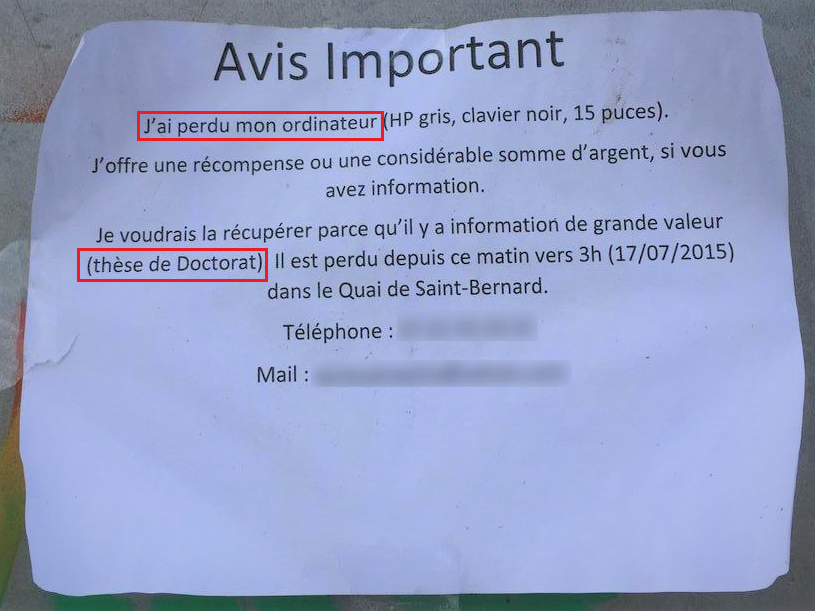 Avis Important
J'ai perdu mon ordinateur (HP gris, clavier noir, 15 puces).
J'offre une récompense ou une considérable somme d'argent, si vous
avez information.
Je voudrais la récupérer parce qu'il y a information de grande valeur
(thèse de Doctorat) Il est perdu depuis ce matin vers 3h (17/07/2015)
dans le Quai de Saint-Bernard.
Téléphone :
Mail :